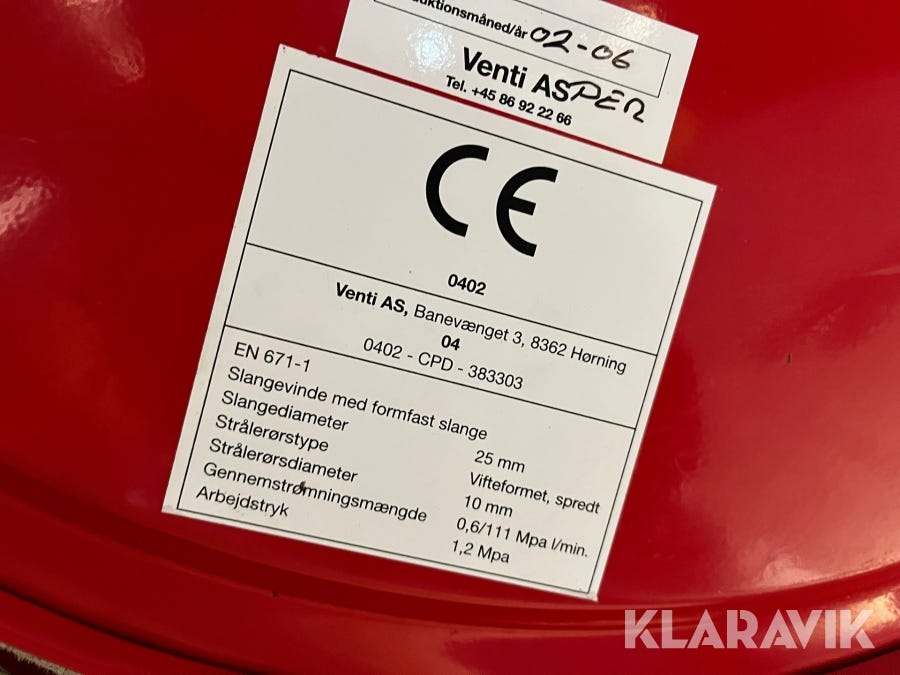 uktionsmåned/år 02-06
Venti AS PER
Tel. +45 86 92 22 66
CE
0402
Venti AS, Banevænget 3, 8362 Hørning
04
0402 - CPD - 383303
EN 671-1
Slangevinde med formfast slange
Slangediameter 25 mm
Strålerørstype Vifteformet, spredt
Strålerørsdiameter 10 mm
Gennemstrømningsmængde 0,6/111 Mpa l/min.
Arbejdstryk 1,2 Mpa
KLARAVIK